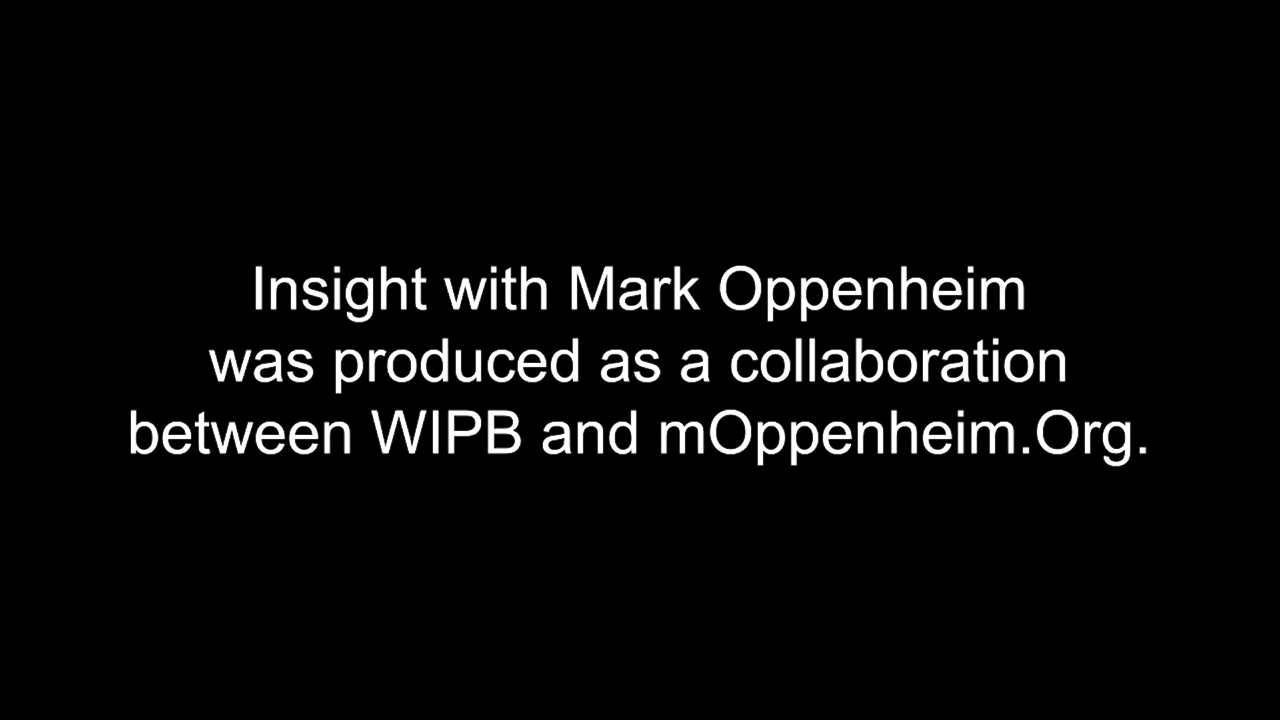 Insight with Mark Oppenheim
was produced as a collaboration
between WIPB and mOppenheim.Org.